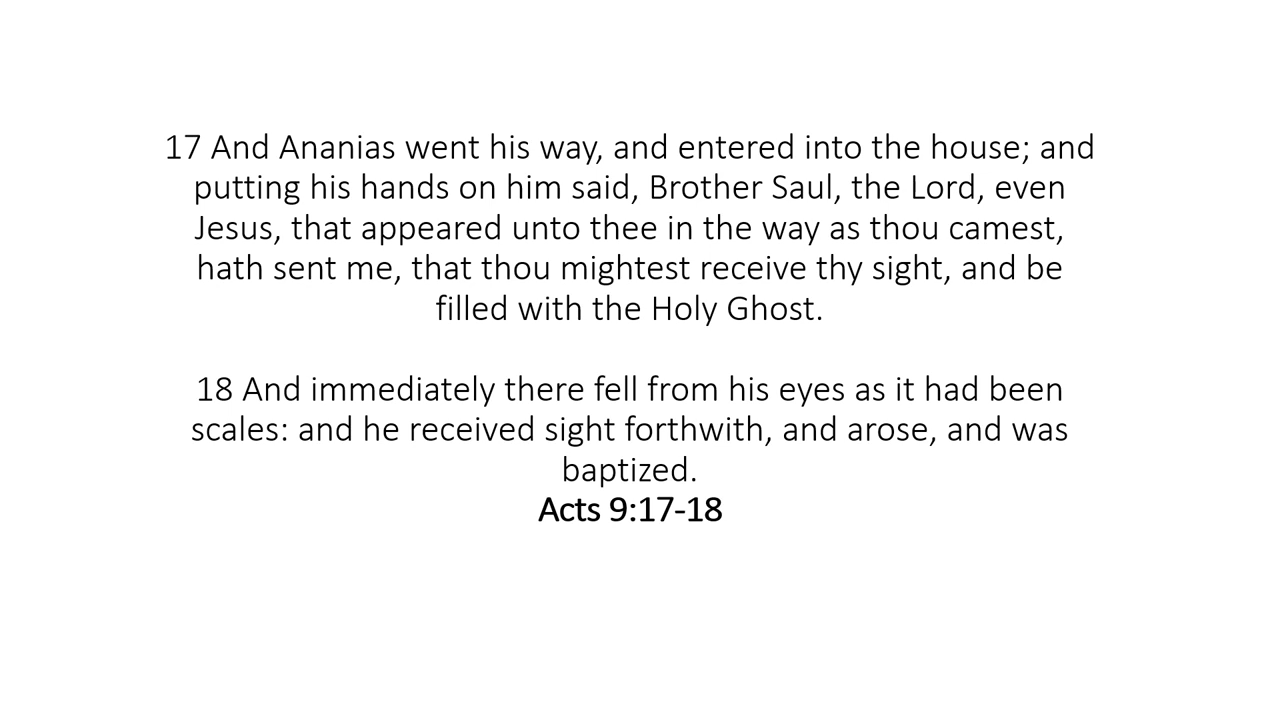 17 And Ananias went his way, and entered into the house; and
putting his hands on him said, Brother Saul, the Lord, even
Jesus, that appeared unto thee in the way as thou camest,
hath sent me, that thou mightest receive thy sight, and be
filled with the Holy Ghost.
18 And immediately there fell from his eyes as it had been
scales: and he received sight forthwith, and arose, and was
baptized.
Acts 9:17-18